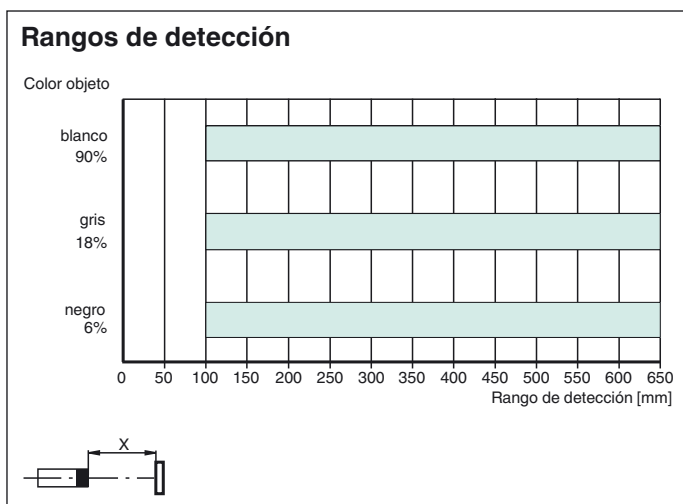 Rangos de detección
Color objeto
blanco
90%
gris
18%
negro
6%
0 50 100 150 200 250 300 350 400 450 500 550 600 650
Rango de detección [mm]
X